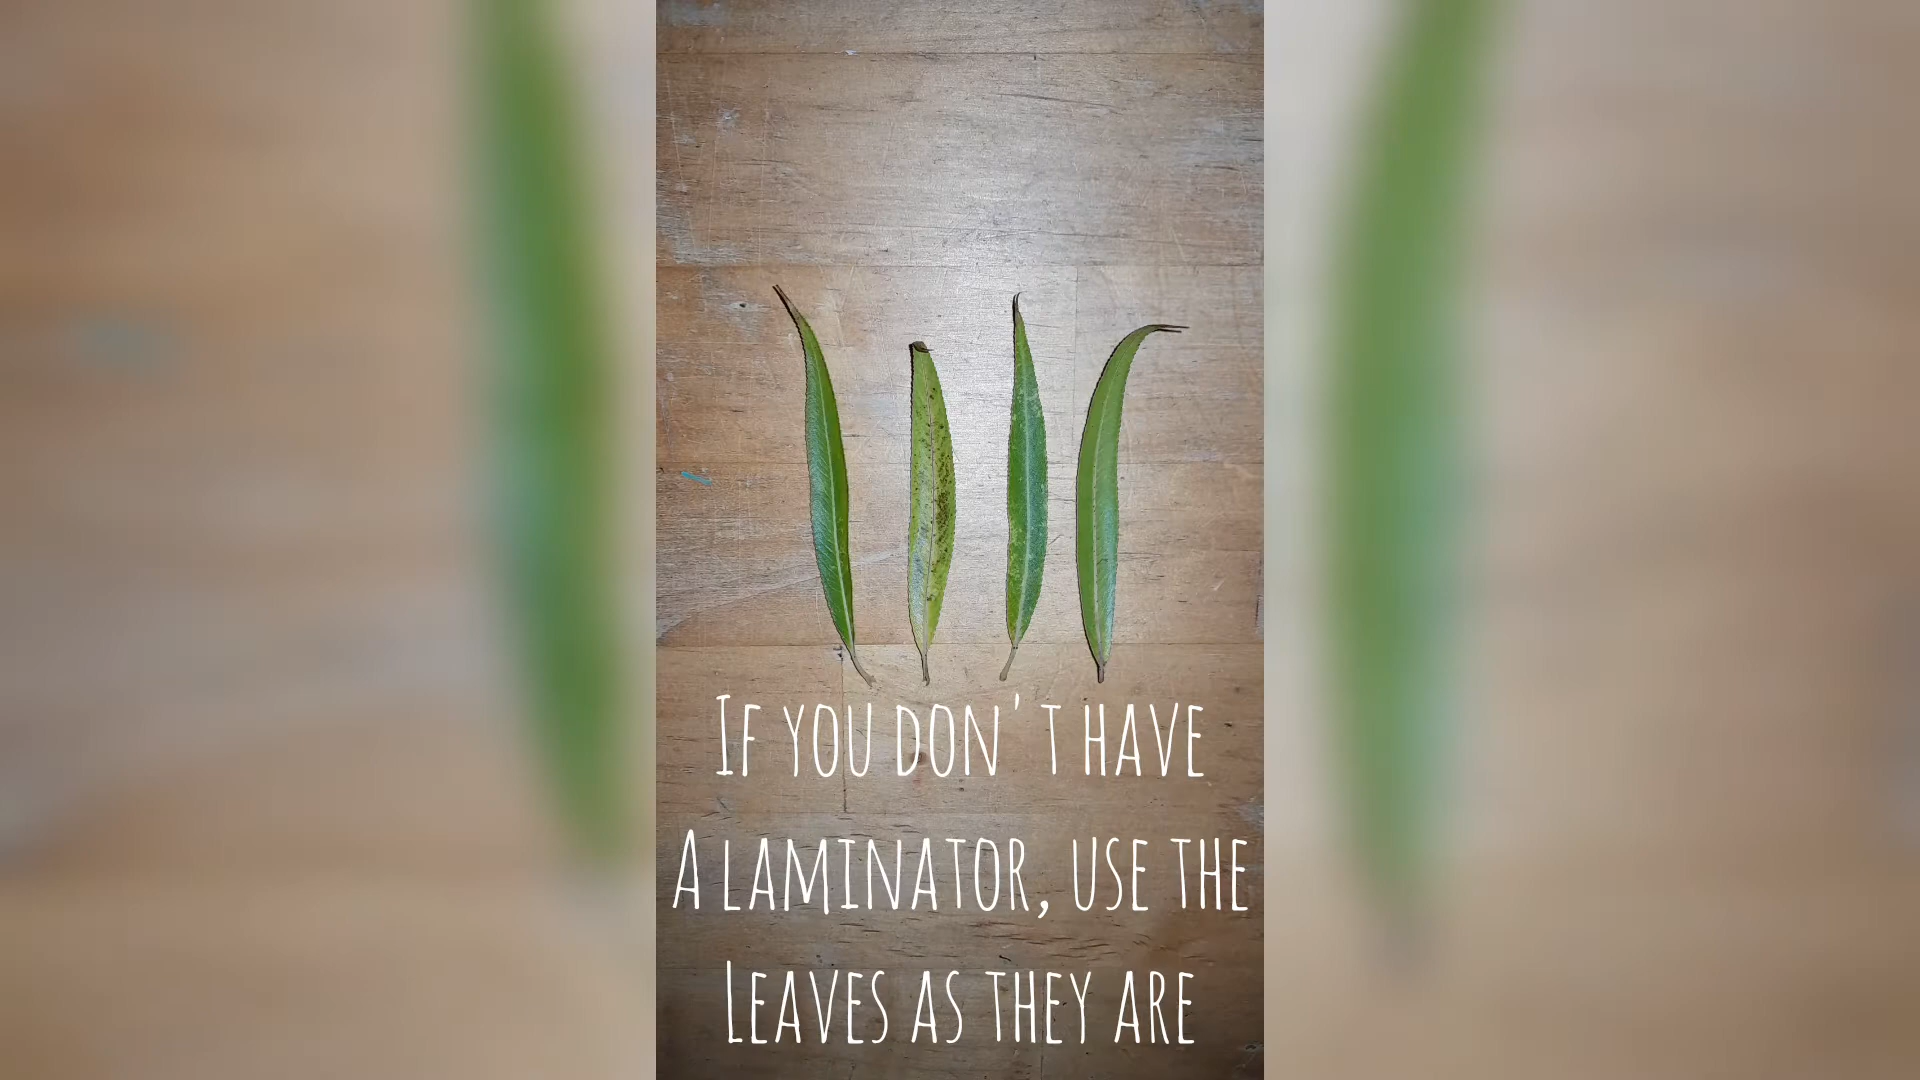 If you don't have
a laminator, use the
leaves as they are